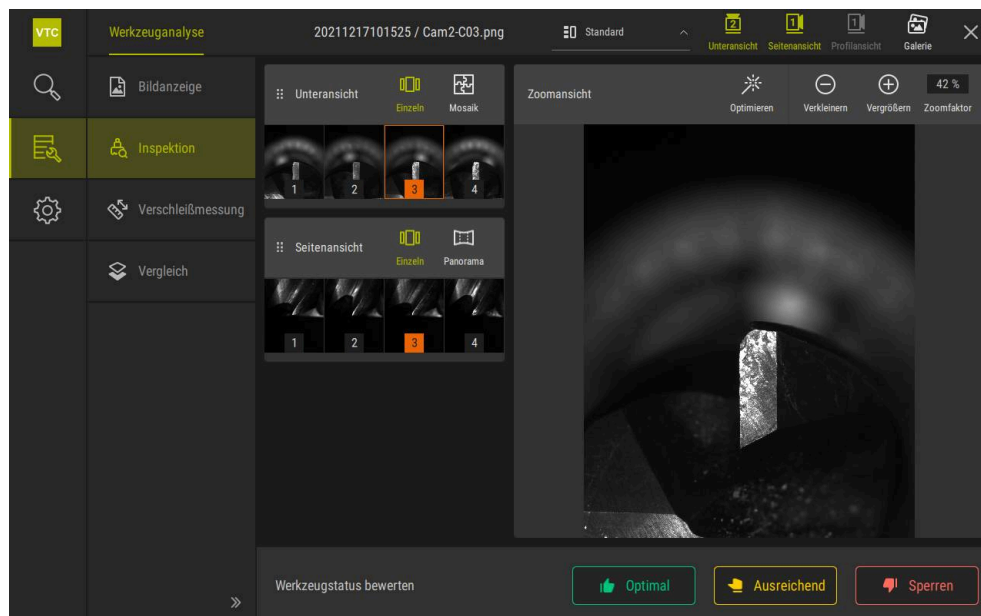 VTC
Werkzeuganalyse
20211217101525 / Cam2-C03.png
Standard
2
Unteransicht
1
Seitenansicht
1
Profilansicht
Galerie
Bildanzeige
Inspektion
Verschleißmessung
Vergleich
Unteransicht
Einzeln
Mosaik
1 2 3 4
Seitenansicht
Einzeln
Panorama
1 2 3 4
Zoomansicht
Optimieren
Verkleinern
Vergrößern
42 %
Zoomfaktor
Werkzeugstatus bewerten
Optimal
Ausreichend
Sperren